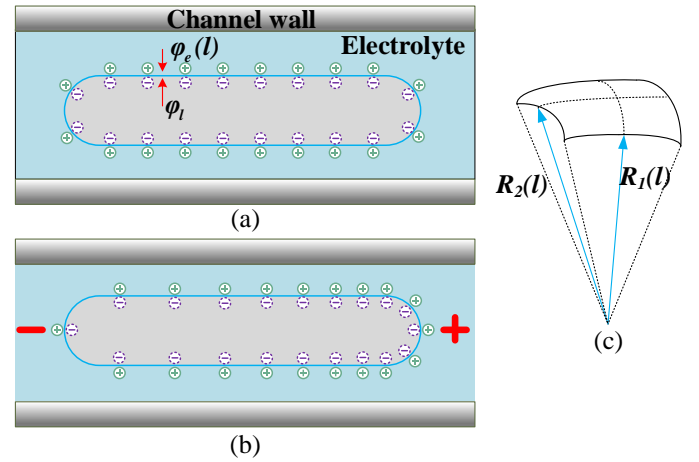 Channel wall
φₑ(l)
Electrolyte
φₗ
(a)
R₂(l)
R₁(l)
(c)
(b)